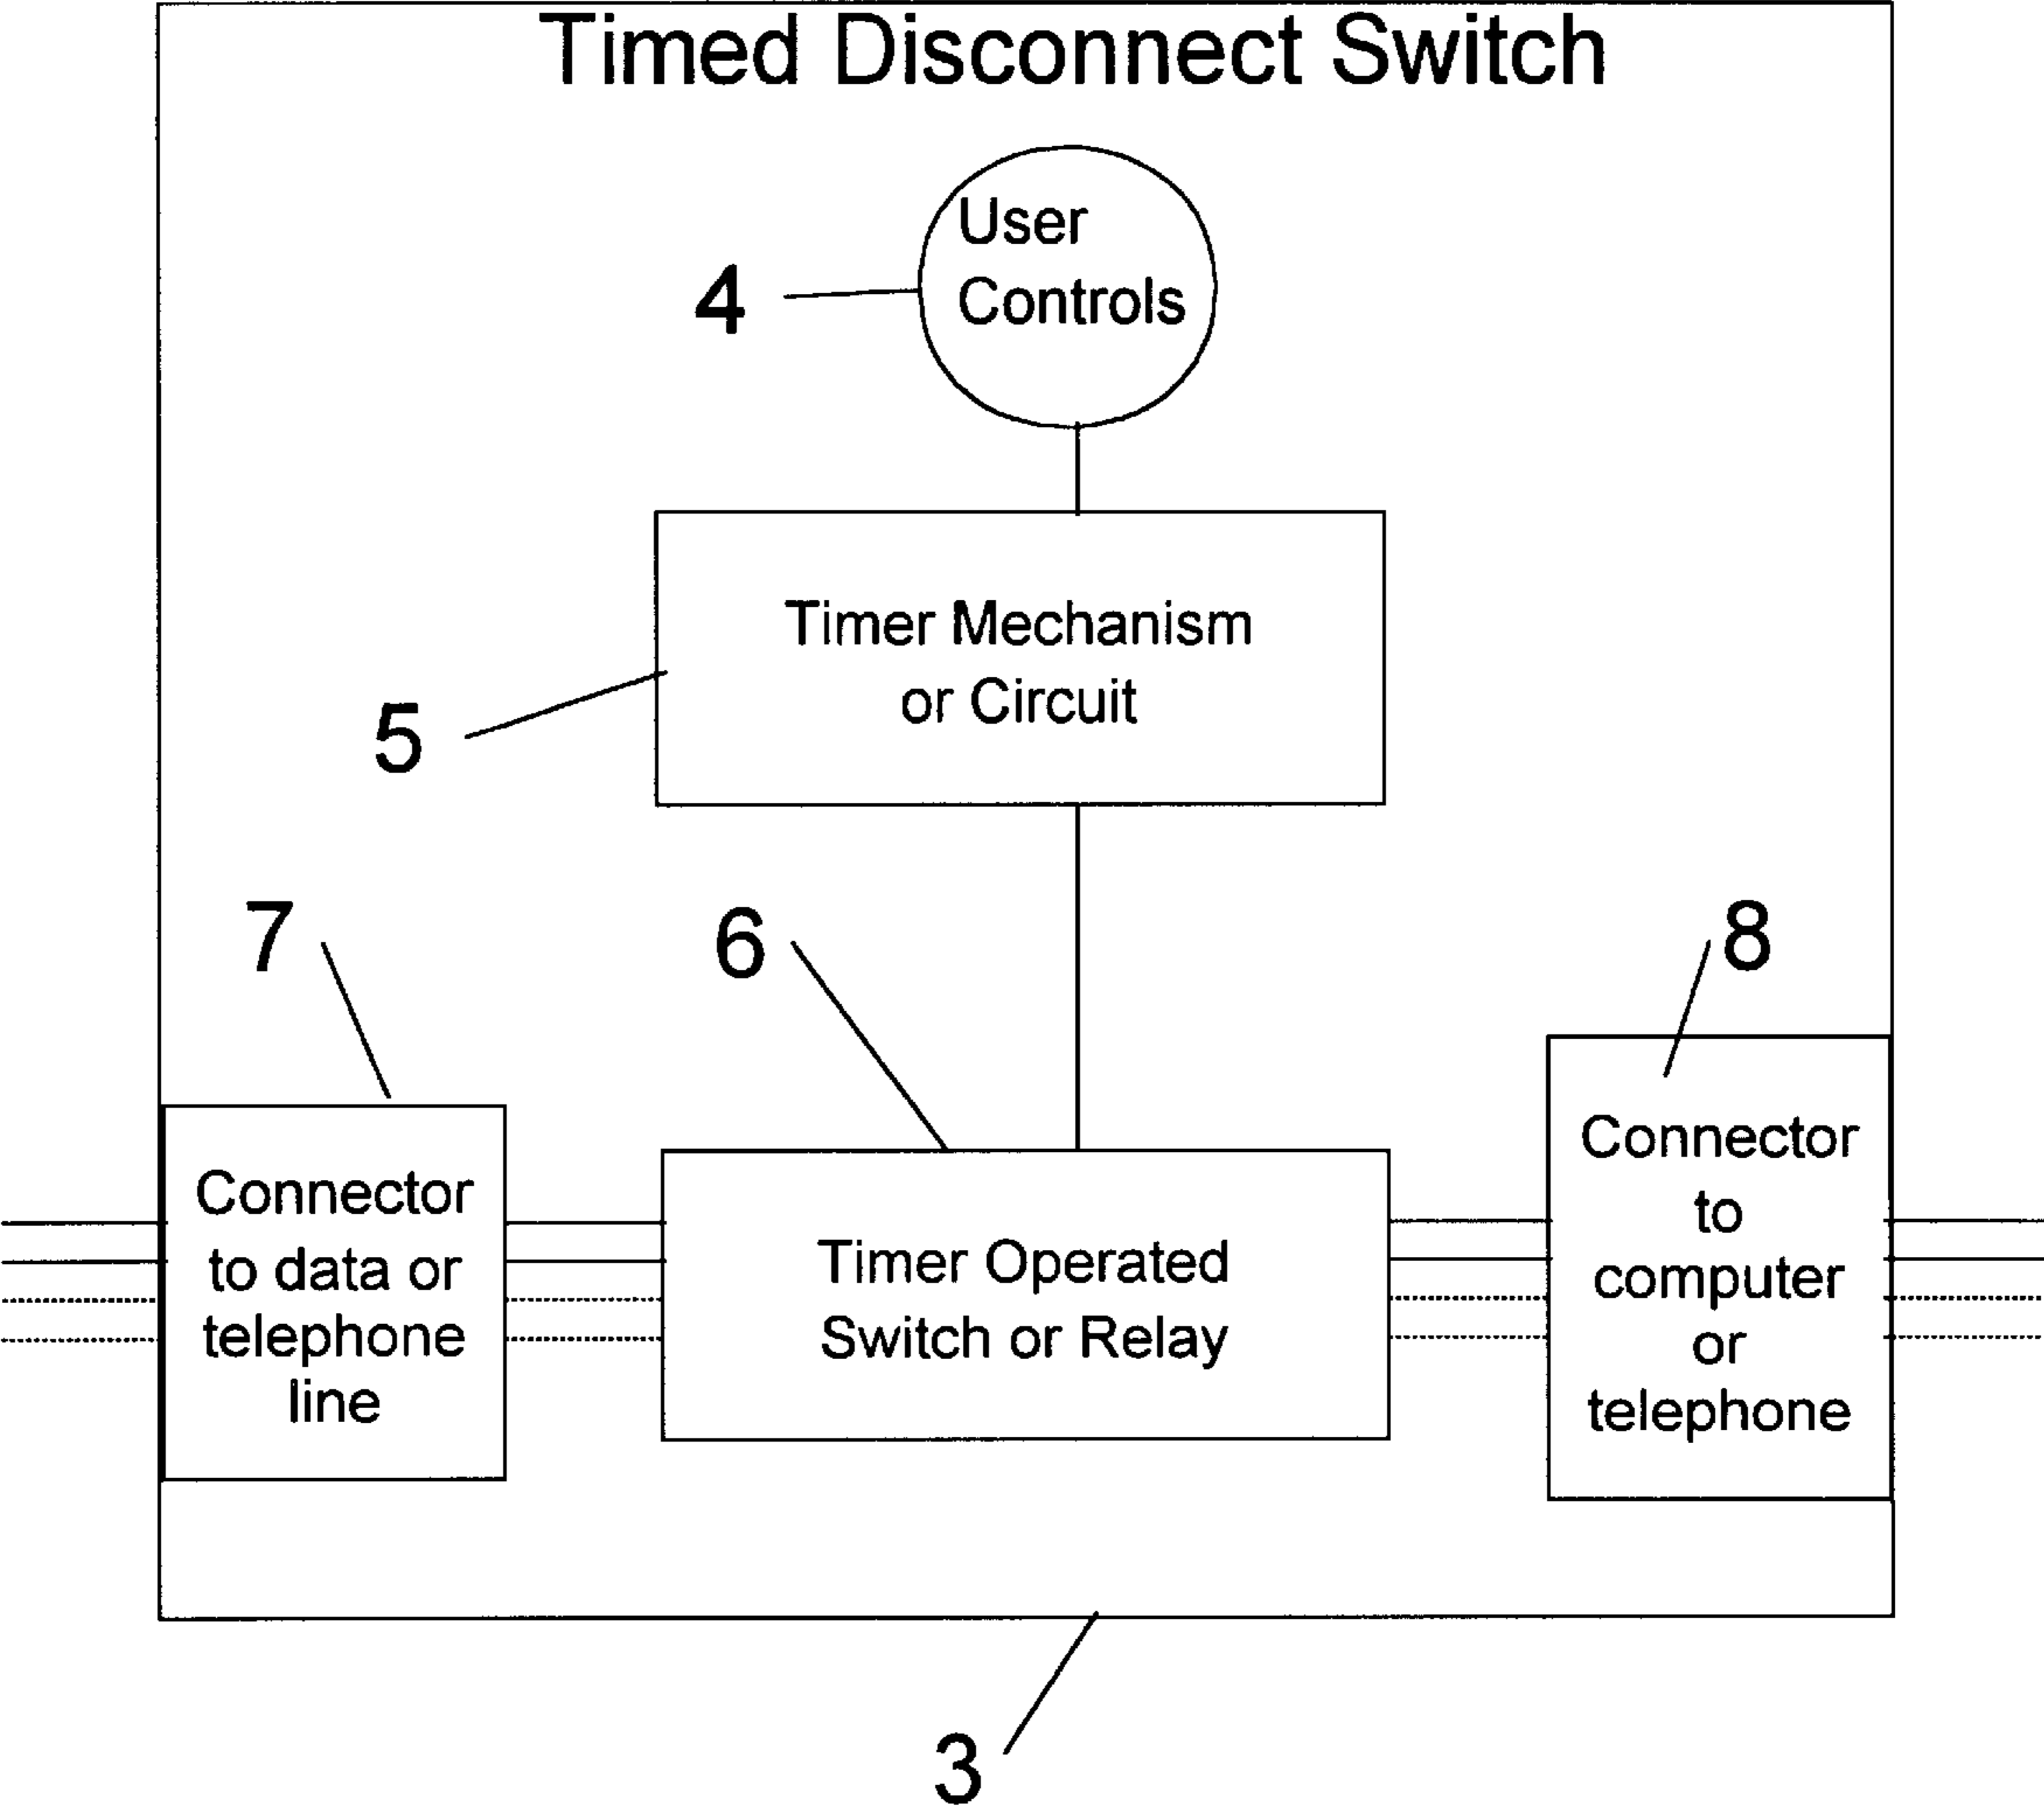 Timed Disconnect Switch
User
Controls
4
Timer Mechanism
or Circuit
5
7
6
8
Connector
to data or
telephone
line
Timer Operated
Switch or Relay
Connector
to
computer
or
telephone
3